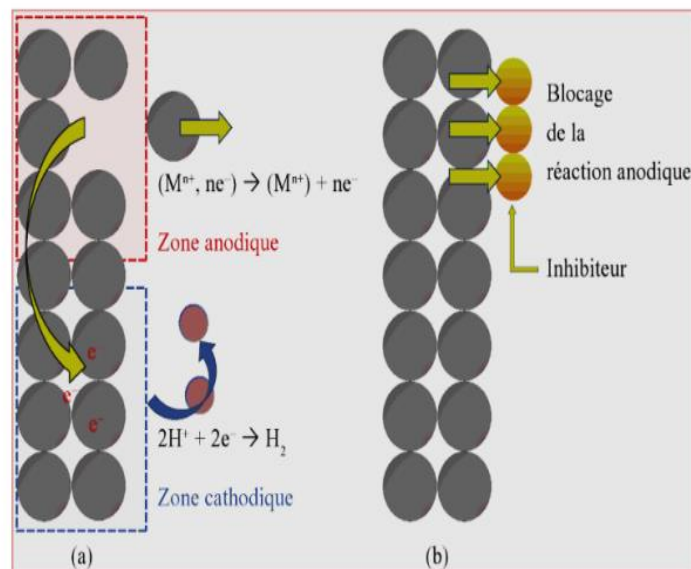 (Mⁿ⁺, ne⁻) → (Mⁿ⁺) + ne⁻
Zone anodique
e⁻
e⁻
e⁻
2H⁺ + 2e⁻ → H₂
Zone cathodique
(a)
Blocage
de la
réaction anodique
Inhibiteur
(b)